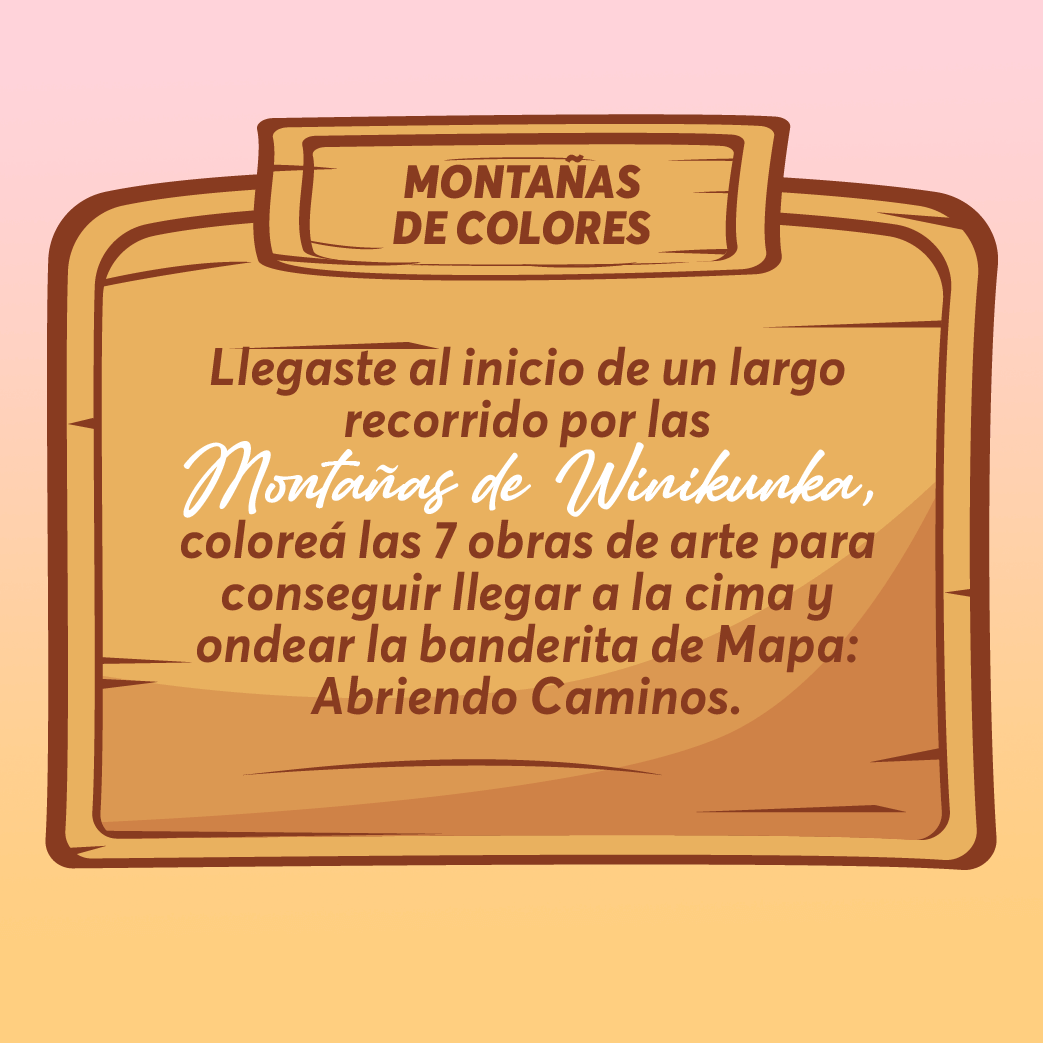 MONTAÑAS
DE COLORES
Llegaste al inicio de un largo
recorrido por las
Montañas de Winikunka,
coloreá las 7 obras de arte para
conseguir llegar a la cima y
ondear la banderita de Mapa:
Abriendo Caminos.